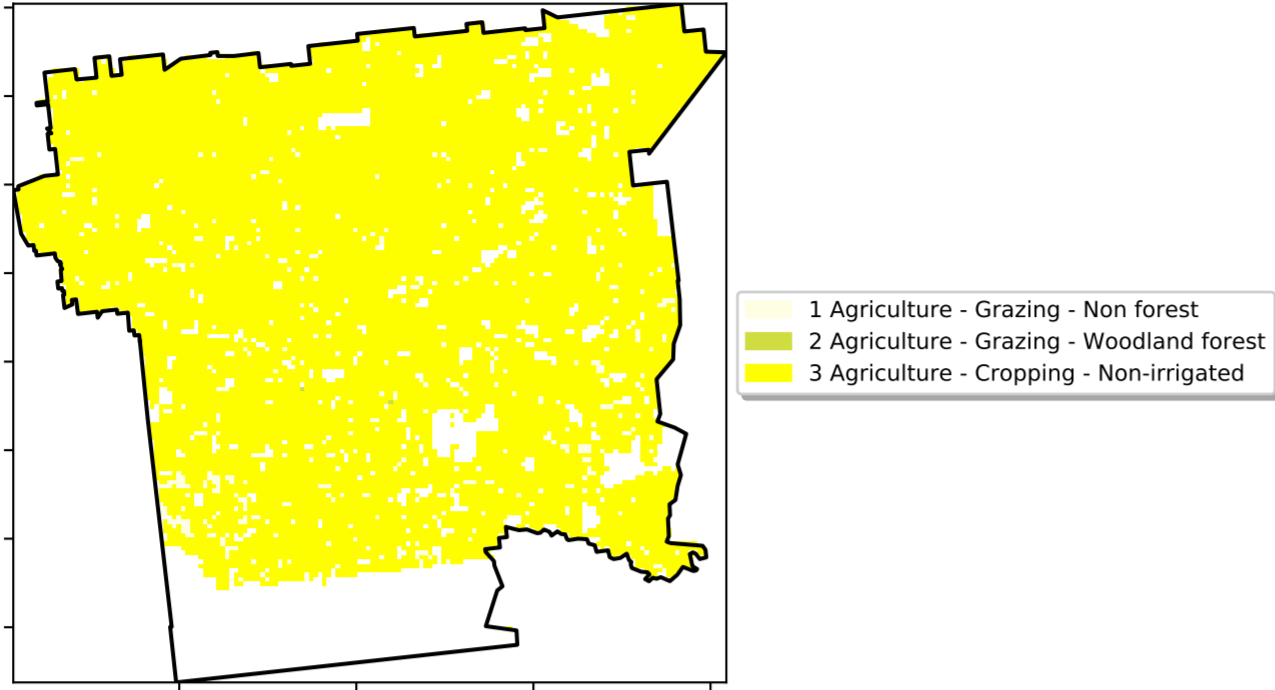 1 Agriculture - Grazing - Non forest
2 Agriculture - Grazing - Woodland forest
3 Agriculture - Cropping - Non-irrigated